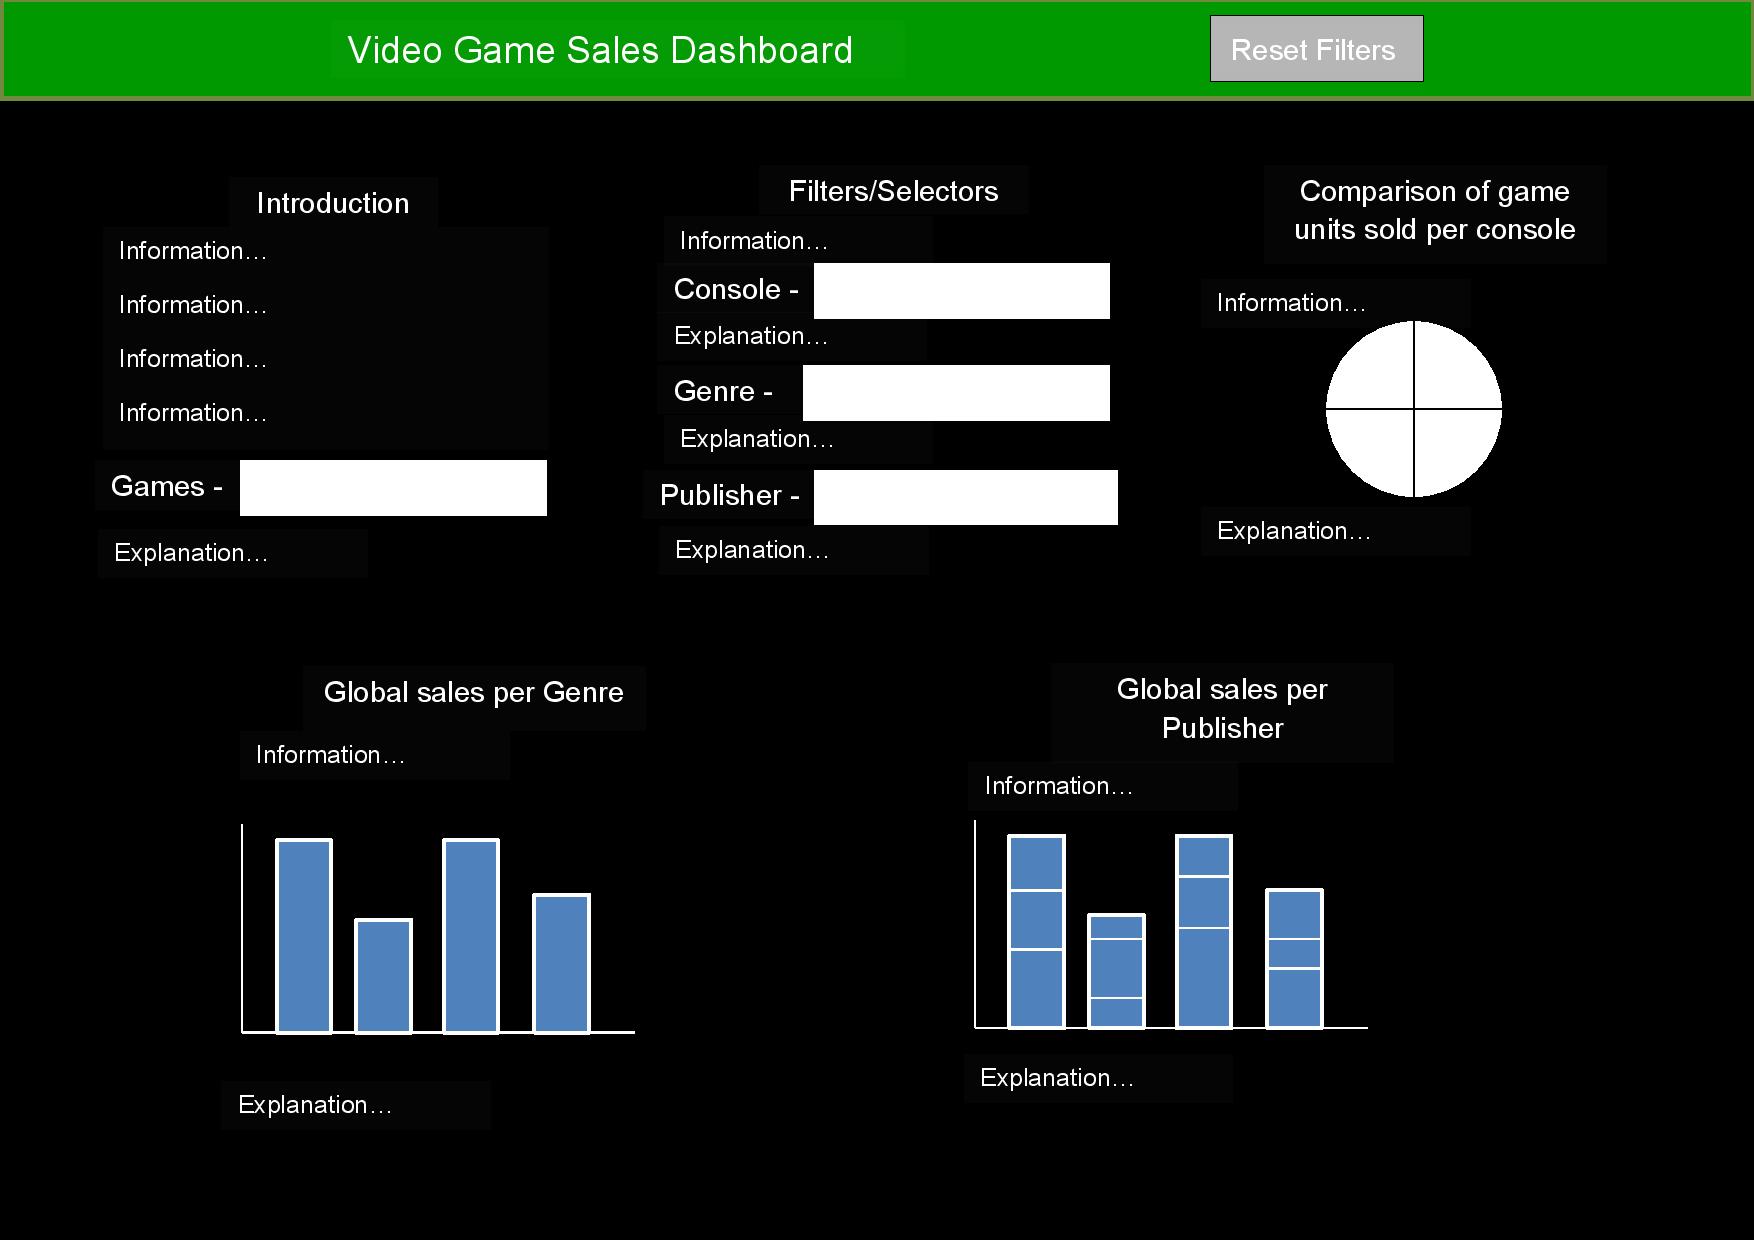 Video Game Sales Dashboard
Reset Filters
Introduction
Information…
Information…
Information…
Information…
Games -
Explanation…
Filters/Selectors
Information…
Console -
Explanation…
Genre -
Explanation…
Publisher -
Explanation…
Comparison of game
units sold per console
Information…
Explanation…
Global sales per Genre
Information…
Explanation…
Global sales per
Publisher
Information…
Explanation…